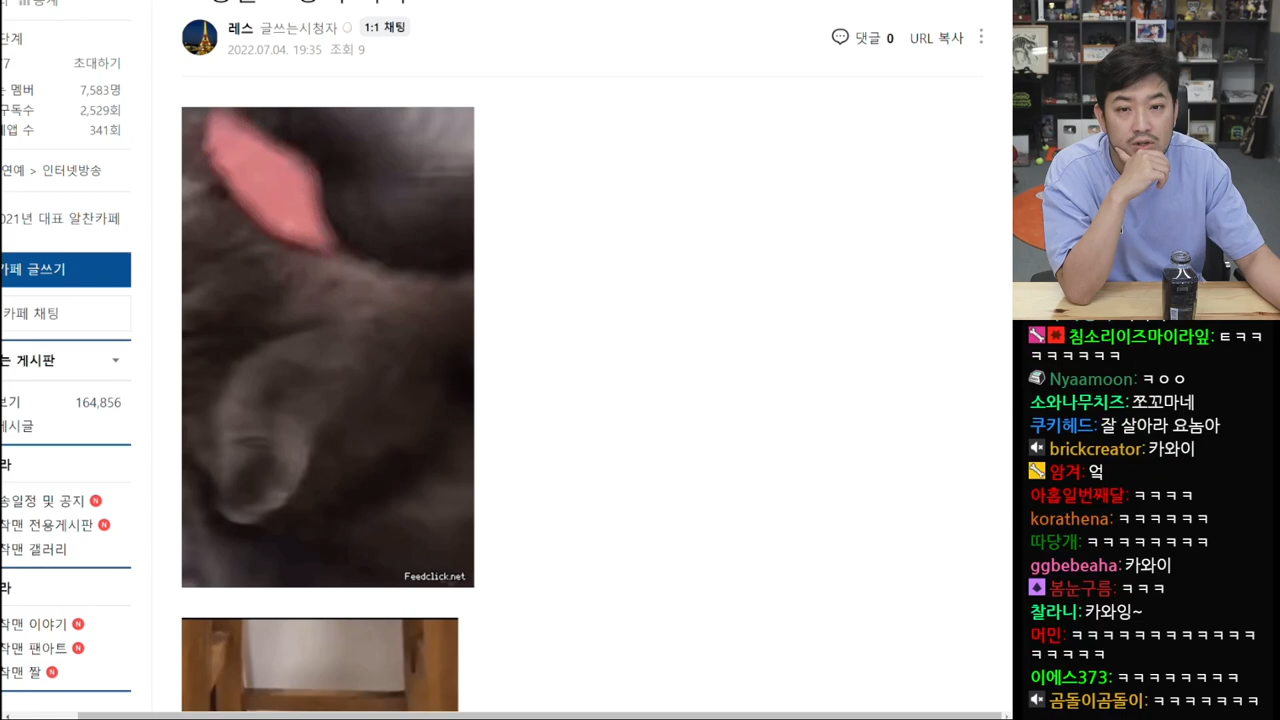 레스 글쓰는시청자 1:1 채팅
2022.07.04. 19:35 조회 9
댓글 0 URL 복사
단계
7 초대하기
멤버 7,583명
구독수 2,529회
앱 수 341회
연예 > 인터넷방송
021년 대표 알찬카페
카페 글쓰기
카페 채팅
는 게시판
보기 164,856
게시글
라
송일정 및 공지 N
작맨 전용게시판 N
작맨 갤러리
라
작맨 이야기 N
작맨 팬아트 N
작맨 짤 N
Feedclick.net
침소리이즈마이라잎: ㅌㅋㅋ
ㅋㅋㅋㅋㅋㅋ
Nyaamoon: ㅋㅇㅇ
소와나무치즈: 쪼꼬마네
쿠키헤드: 잘 살아라 요놈아
brickcreator: 카와이
암겨: 엌
아홉일번째달: ㅋㅋㅋㅋ
korathena: ㅋㅋㅋㅋㅋㅋ
따당개: ㅋㅋㅋㅋㅋㅋㅋㅋ
ggbebeaha: 카와이
봄눈구름: ㅋㅋㅋ
찰라니: 카와잉~
머민: ㅋㅋㅋㅋㅋㅋㅋㅋㅋㅋㅋㅋ
ㅋㅋㅋㅋㅋ
이에스373: ㅋㅋㅋㅋㅋㅋㅋㅋ
곰돌이곰돌이: ㅋㅋㅋㅋㅋㅋㅋ